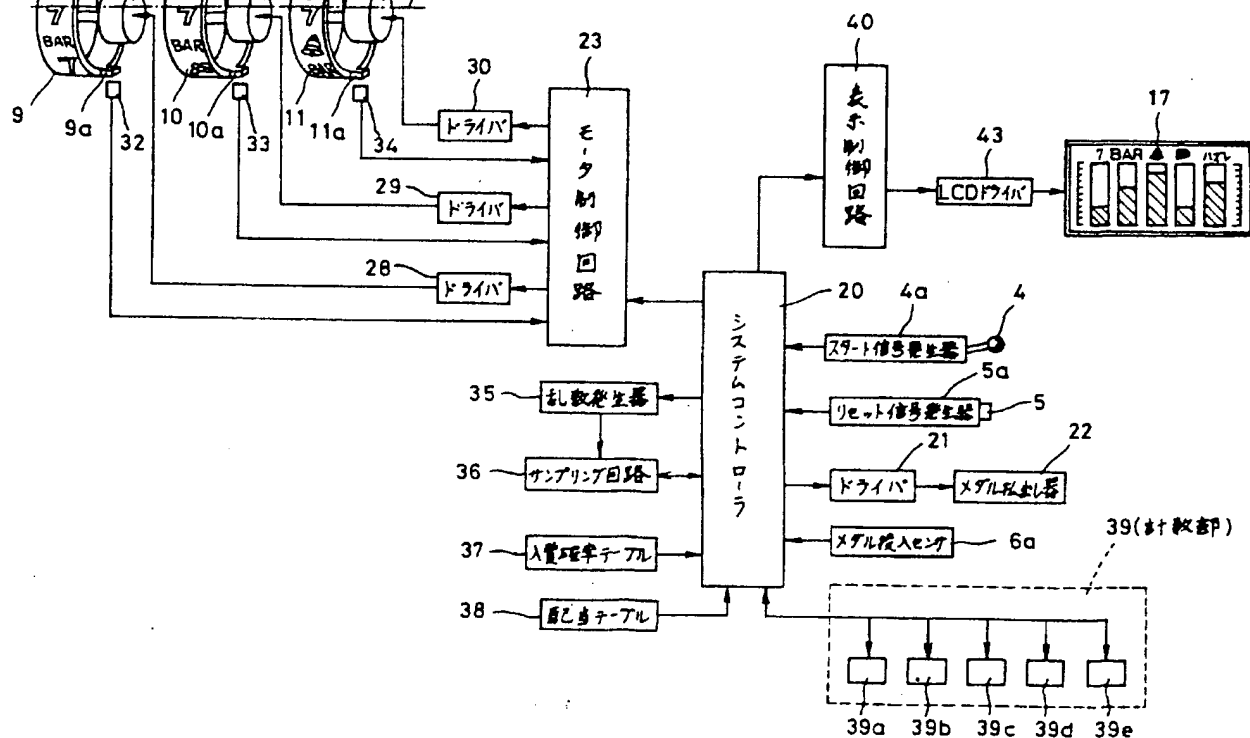 7
BAR
7
BAR
7
BAR
9
9a
32
10
10a
33
11
11a
34
30
ドライバ
29
ドライバ
28
ドライバ
23
モータ制御回路
40
表示制御回路
43
LCDドライバ
17
7 BAR ハズレ
20
システムコントローラ
4a
4
スタート信号発生器
5a
リセット信号発生器
5
21
ドライバ
22
メダル払出し器
メダル投入センサ
6a
35
乱数発生器
36
サンプリング回路
37
入賞確率テーブル
38
配当テーブル
39(計数部)
39a
39b
39c
39d
39e